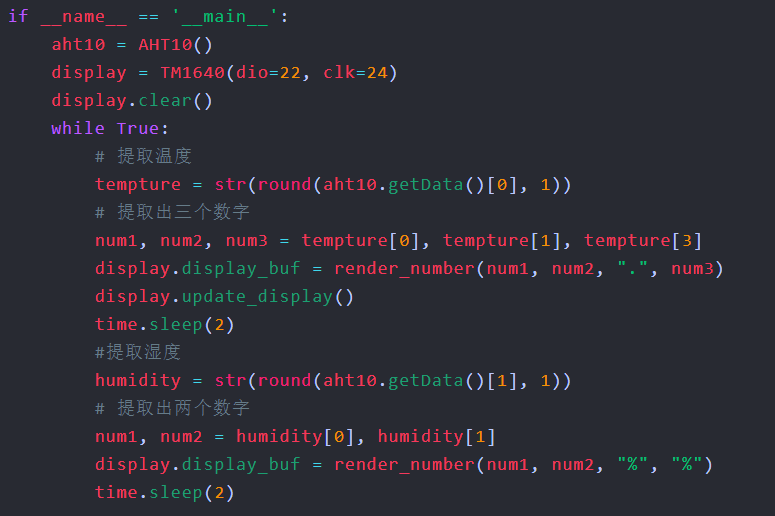 if __name__ == '__main__':
    aht10 = AHT10()
    display = TM1640(dio=22, clk=24)
    display.clear()
    while True:
        # 提取温度
        tempture = str(round(aht10.getData()[0], 1))
        # 提取出三个数字
        num1, num2, num3 = tempture[0], tempture[1], tempture[3]
        display.display_buf = render_number(num1, num2, ".", num3)
        display.update_display()
        time.sleep(2)
        #提取湿度
        humidity = str(round(aht10.getData()[1], 1))
        # 提取出两个数字
        num1, num2 = humidity[0], humidity[1]
        display.display_buf = render_number(num1, num2, "%", "%")
        time.sleep(2)